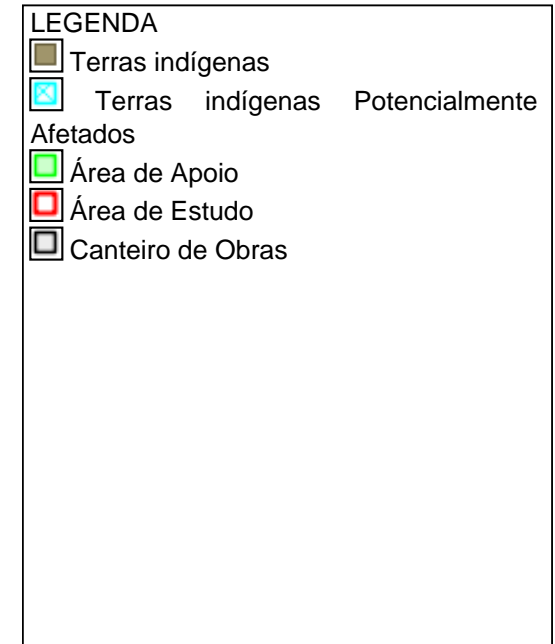 LEGENDA
Terras indígenas
Terras indígenas Potencialmente
Afetados
Área de Apoio
Área de Estudo
Canteiro de Obras